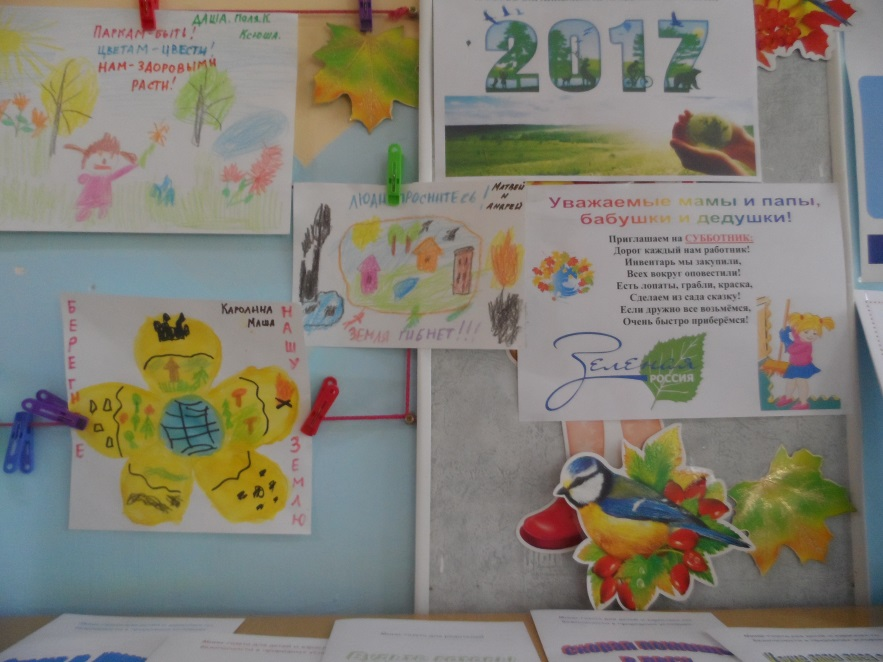 ДАША. ПОЛЯ.К
КСЮША.
ПАРКАМ-БЫТЬ!
ЦВЕТАМ-ЦВЕСТИ!
НАМ-ЗДОРОВЫМИ
РАСТИ!
2017
ЛЮДИ ПРОСНИТЕСЬ!
МАТВЕЙ
И
АНДРЕЙ
ЗЕМЛЯ ГИБНЕТ!!!
Уважаемые мамы и папы,
бабушки и дедушки!
Приглашаем на СУББОТНИК:
Дорог каждый нам работник!
Инвентарь мы закупили,
Всех вокруг оповестили!
Есть лопаты, грабли, краска,
Сделаем из сада сказку!
Если дружно все возьмёмся,
Очень быстро приберёмся!
Зеленая
РОССИЯ
КАРОЛИНА
МАША
БЕРЕГИТЕ
НАШУ ЗЕМЛЮ